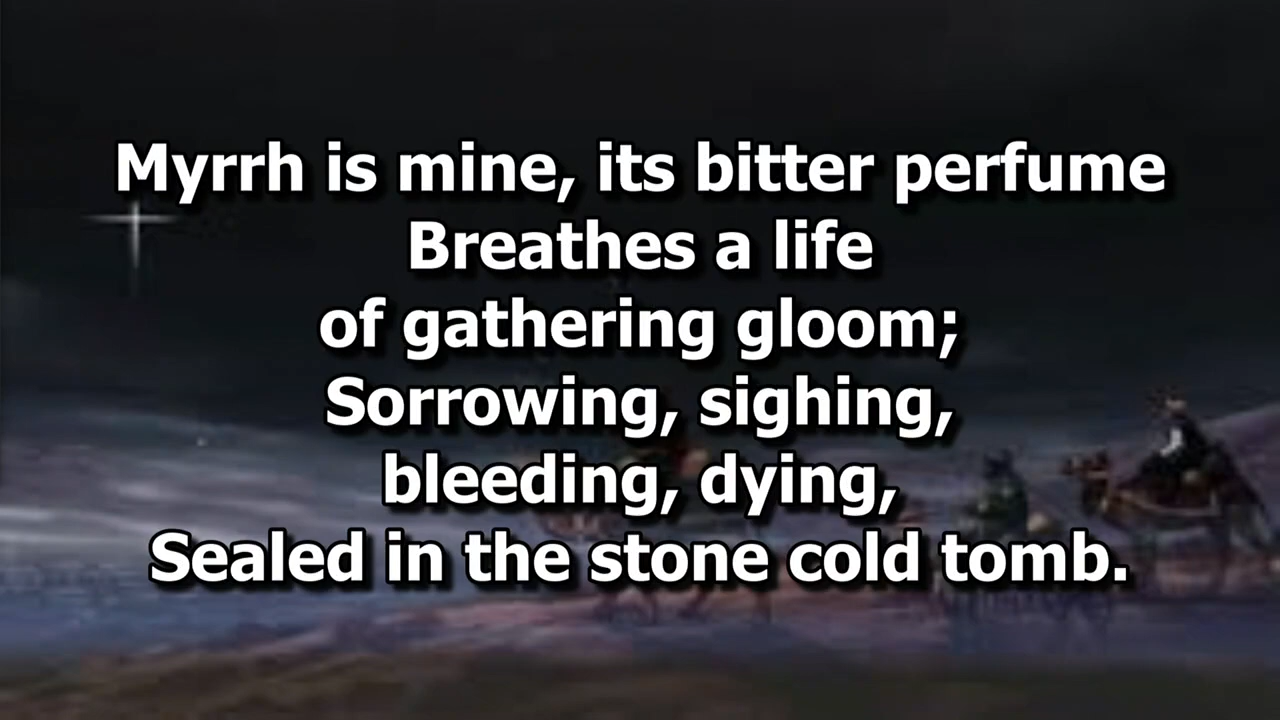 Myrrh is mine, its bitter perfume
Breathes a life
of gathering gloom;
Sorrowing, sighing,
bleeding, dying,
Sealed in the stone cold tomb.